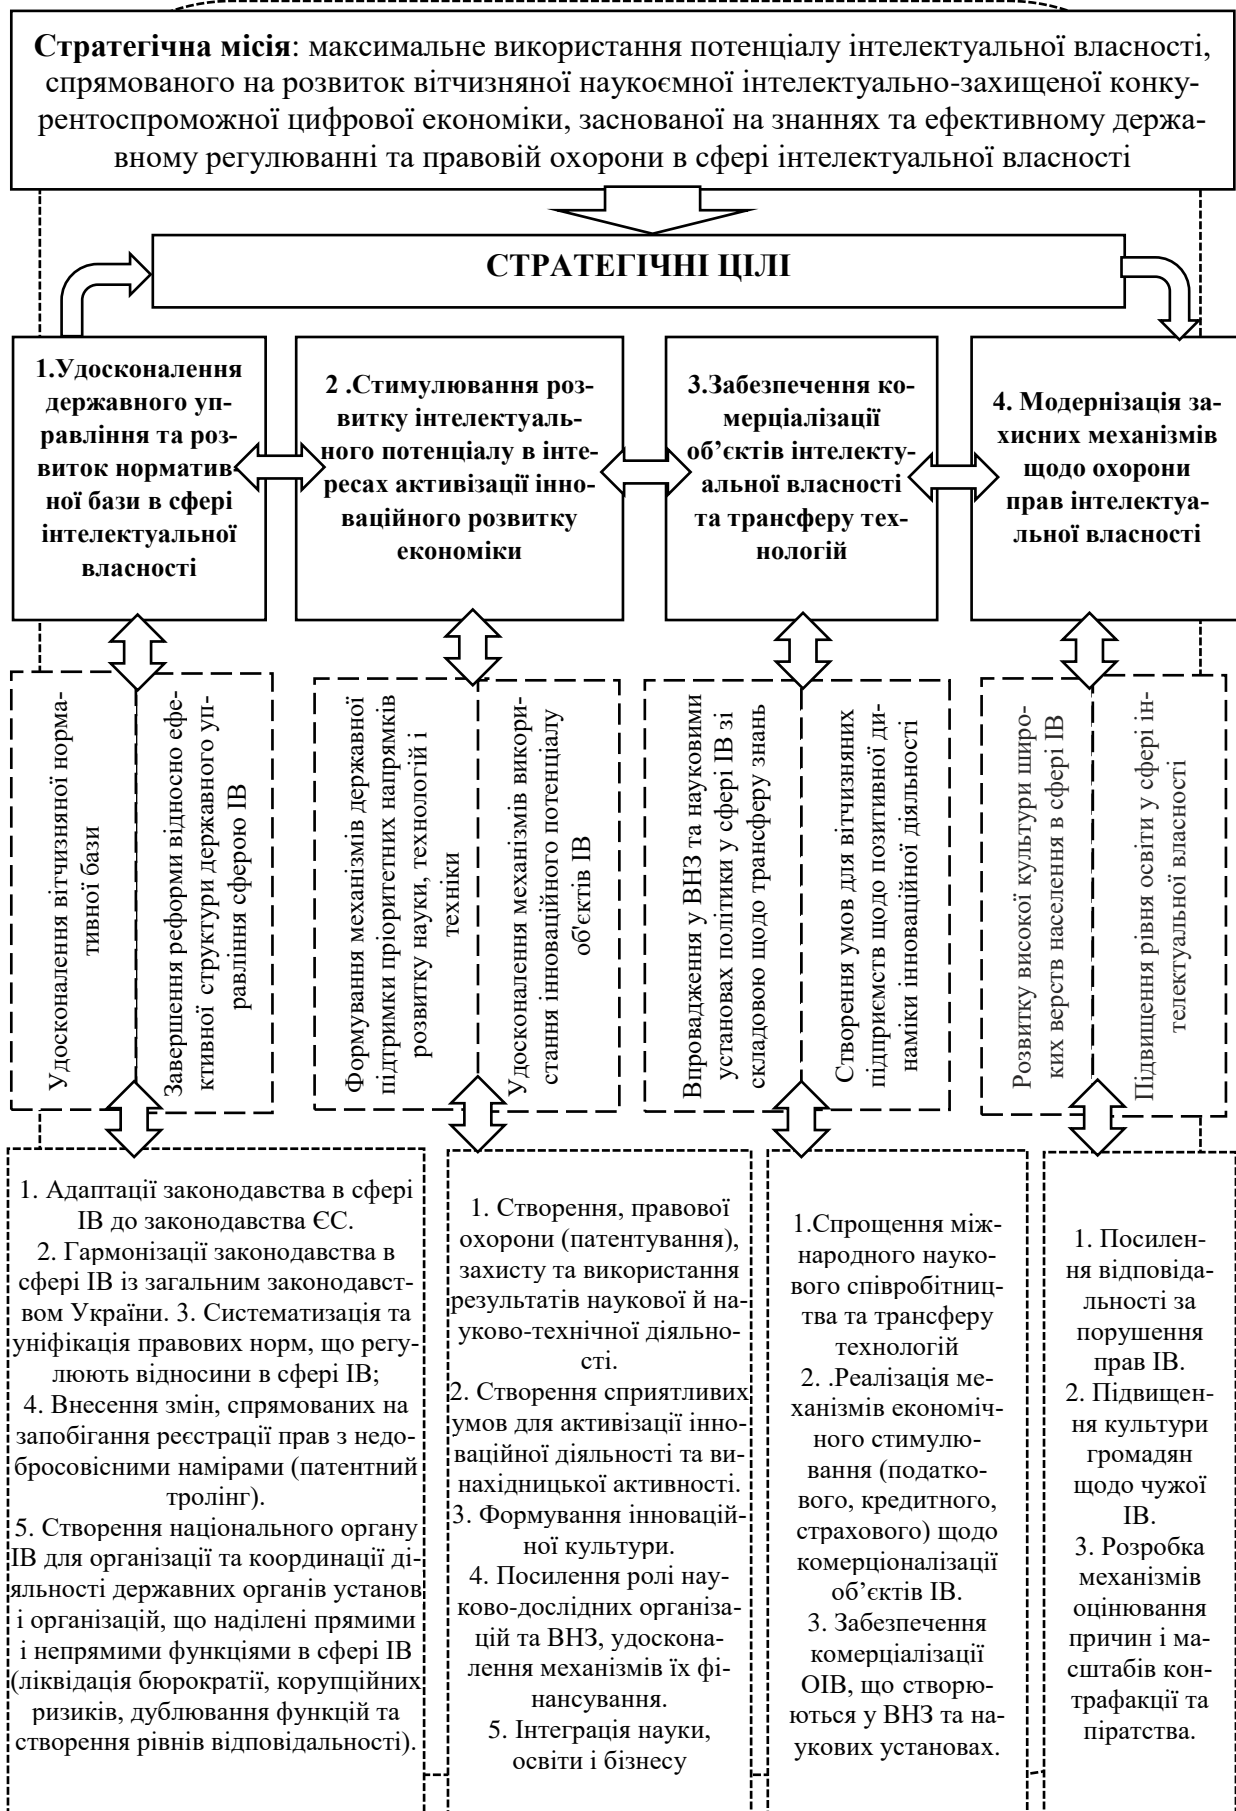 Стратегічна місія: максимальне використання потенціалу інтелектуальної власності,
спрямованого на розвиток вітчизняної наукоємної інтелектуально-захищеної конку-
рентоспроможної цифрової економіки, заснованої на знаннях та ефективному держа-
вному регулюванні та правовій охорони в сфері інтелектуальної власності
СТРАТЕГІЧНІ ЦІЛІ
1.Удосконалення
державного уп-
равління та роз-
виток норматив-
ної бази в сфері
інтелектуальної
власності
2 .Стимулювання роз-
витку інтелектуаль-
ного потенціалу в інте-
ресах активізації інно-
ваційного розвитку
економіки
3.Забезпечення ко-
мерціалізації
об’єктів інтелекту-
альної власності
та трансферу тех-
нологій
4. Модернізація за-
хисних механізмів
щодо охорони
прав інтелектуа-
льної власності
Удосконалення вітчизняної норма-
тивної бази
Завершення реформи відносно ефе-
ктивної структури державного уп-
равління сферою ІВ
Формування механізмів державної
підтримки пріоритетних напрямків
розвитку науки, технологій і
техніки
Удосконалення механізмів викори-
стання інноваційного потенціалу
об'єктів ІВ
Впровадження у ВНЗ та науковими
установах політики у сфері ІВ зі
складовою щодо трансферу знань
Створення умов для вітчизняних
підприємств щодо позитивної ди-
наміки інноваційної діяльності
Розвитку високої культури широ-
ких верств населення в сфері ІВ
Підвищення рівня освіти у сфері ін-
телектуальної власності
1. Адаптації законодавства в сфері
ІВ до законодавства ЄС.
2. Гармонізації законодавства в
сфері ІВ із загальним законодавст-
вом України. 3. Систематизація та
уніфікація правових норм, що регу-
люють відносини в сфері ІВ;
4. Внесення змін, спрямованих на
запобігання реєстрації прав з недо-
бросовісними намірами (патентний
тролінг).
5. Створення національного органу
ІВ для організації та координації ді-
яльності державних органів установ
і організацій, що наділені прямими
і непрямими функціями в сфері ІВ
(ліквідація бюрократії, корупційних
ризиків, дублювання функцій та
створення рівнів відповідальності).
1. Створення, правової
охорони (патентування),
захисту та використання
результатів наукової й на-
уково-технічної діяльно-
сті.
2. Створення сприятливих
умов для активізації інно-
ваційної діяльності та ви-
нахідницької активності.
3. Формування інновацій-
ної культури.
4. Посилення ролі нау-
ково-дослідних організа-
цій та ВНЗ, удоскона-
лення механізмів їх фі-
нансування.
5. Інтеграція науки,
освіти і бізнесу
1.Спрощення між-
народного науко-
вого співробітниц-
тва та трансферу
технологій
2. .Реалізація ме-
ханізмів економіч-
ного стимулю-
вання (податко-
вого, кредитного,
страхового) щодо
комерціоналізації
об’єктів ІВ.
3. Забезпечення
комерціалізації
ОІВ, що створю-
ються у ВНЗ та на-
укових установах.
1. Посилен-
ня відповіда-
льності за
порушення
прав ІВ.
2. Підвищен-
ня культури
громадян
щодо чужої
ІВ.
3. Розробка
механізмів
оцінювання
причин і ма-
сштабів кон-
трафакції та
піратства.